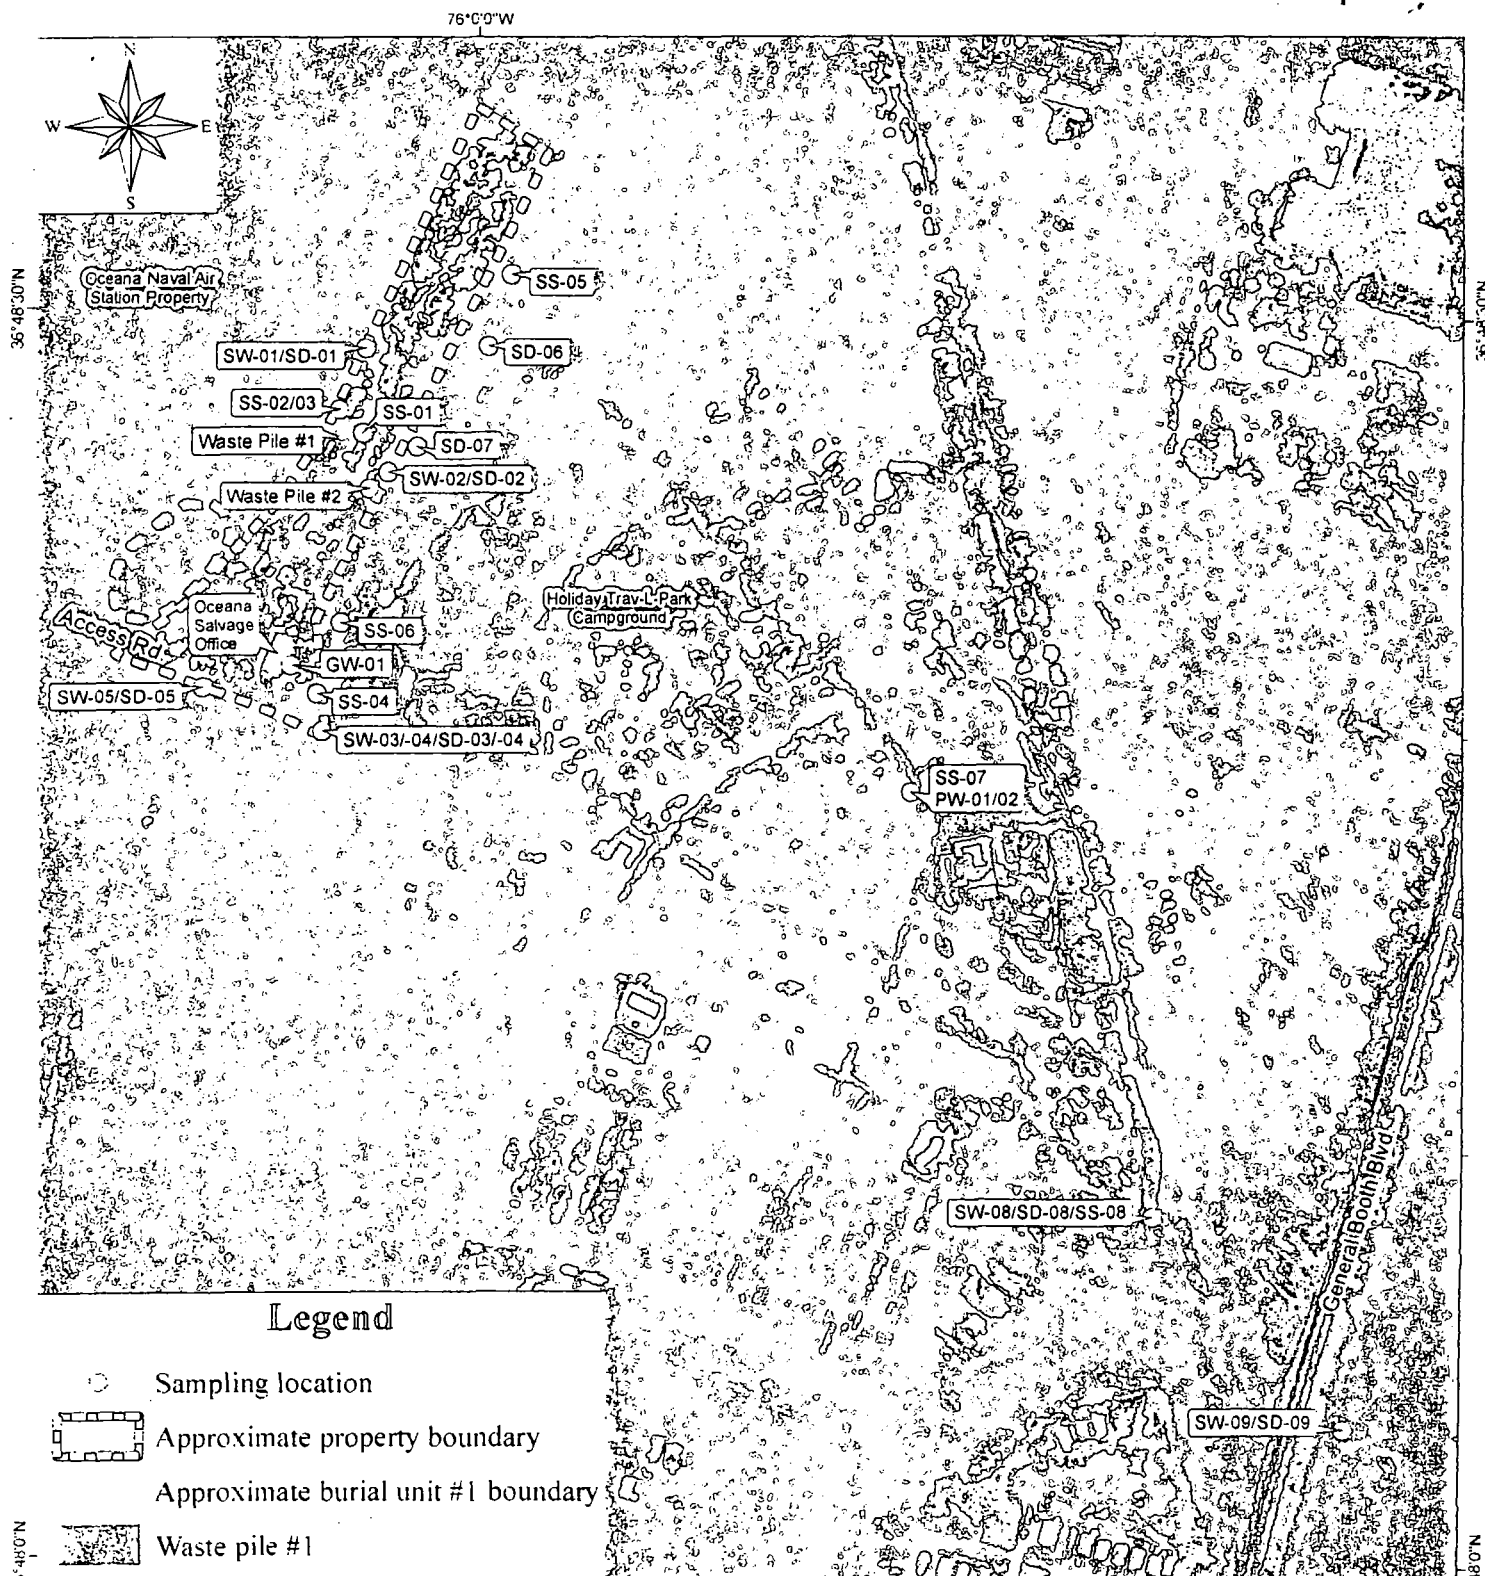 76°0'0"W
N
W
E
S
36°48'30"N
Oceana Naval Air
Station Property
SS-05
SW-01/SD-01
SD-06
SS-02/03
SS-01
Waste Pile #1
SD-07
SW-02/SD-02
Waste Pile #2
Holiday Trav-L-Park
Campground
Oceana
Salvage
Office
Access Rd
SS-06
GW-01
SW-05/SD-05
SS-04
SW-03/-04/SD-03/-04
SS-07
PW-01/02
SW-08/SD-08/SS-08
General Booth Blvd
SW-09/SD-09
Legend
Sampling location
Approximate property boundary
Approximate burial unit #1 boundary
Waste pile #1